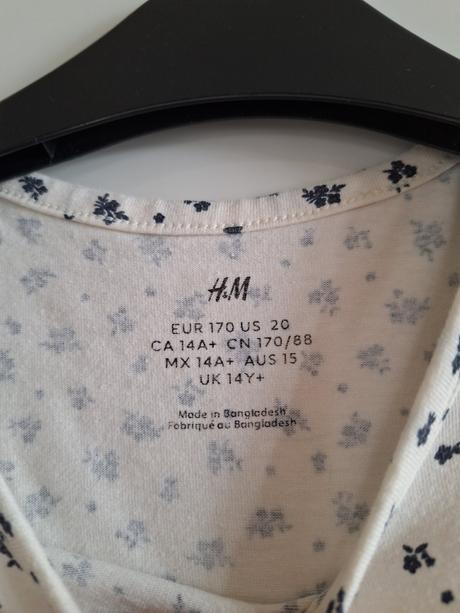 H&M
EUR 170 US 20
CA 14A+ CN 170/88
MX 14A+ AUS 15
UK 14Y+
Made in Bangladesh
Fabriqué au Bangladesh